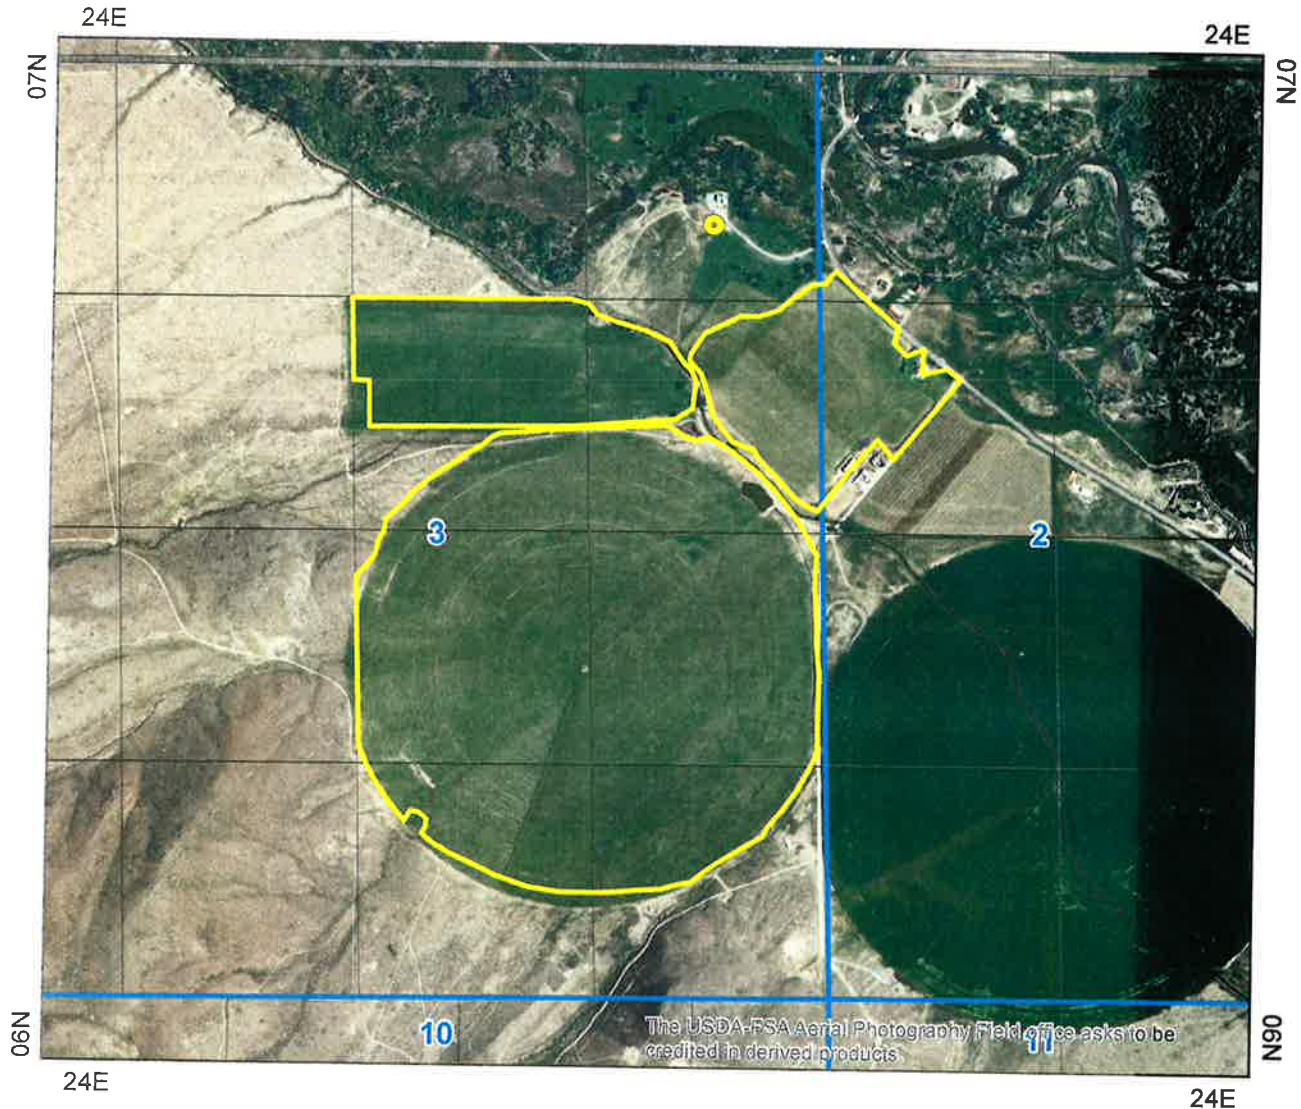 24E
24E
07N
07N
3
2
10
11
The USDA-FSA Aerial Photography Field office asks to be
credited in derived products.
06N
06N
24E
24E